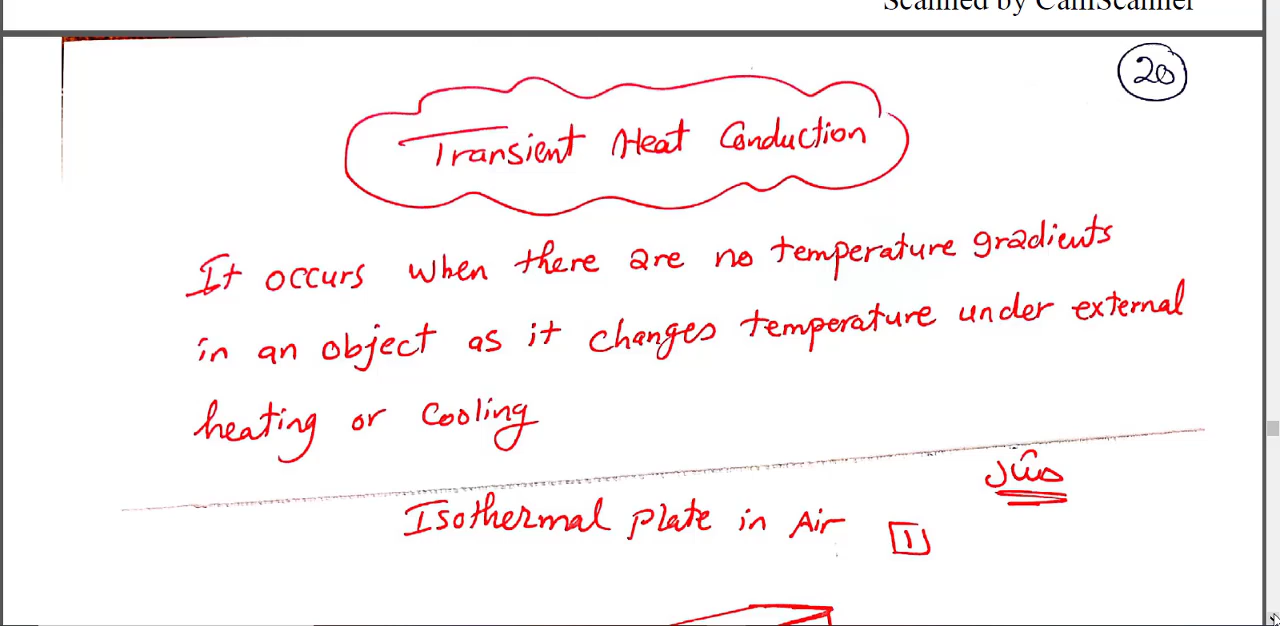 Scanned by CamScanner
20
Transient Heat Conduction
It occurs when there are no temperature gradients
in an object as it changes temperature under external
heating or cooling
مثال
Isothermal plate in Air 1